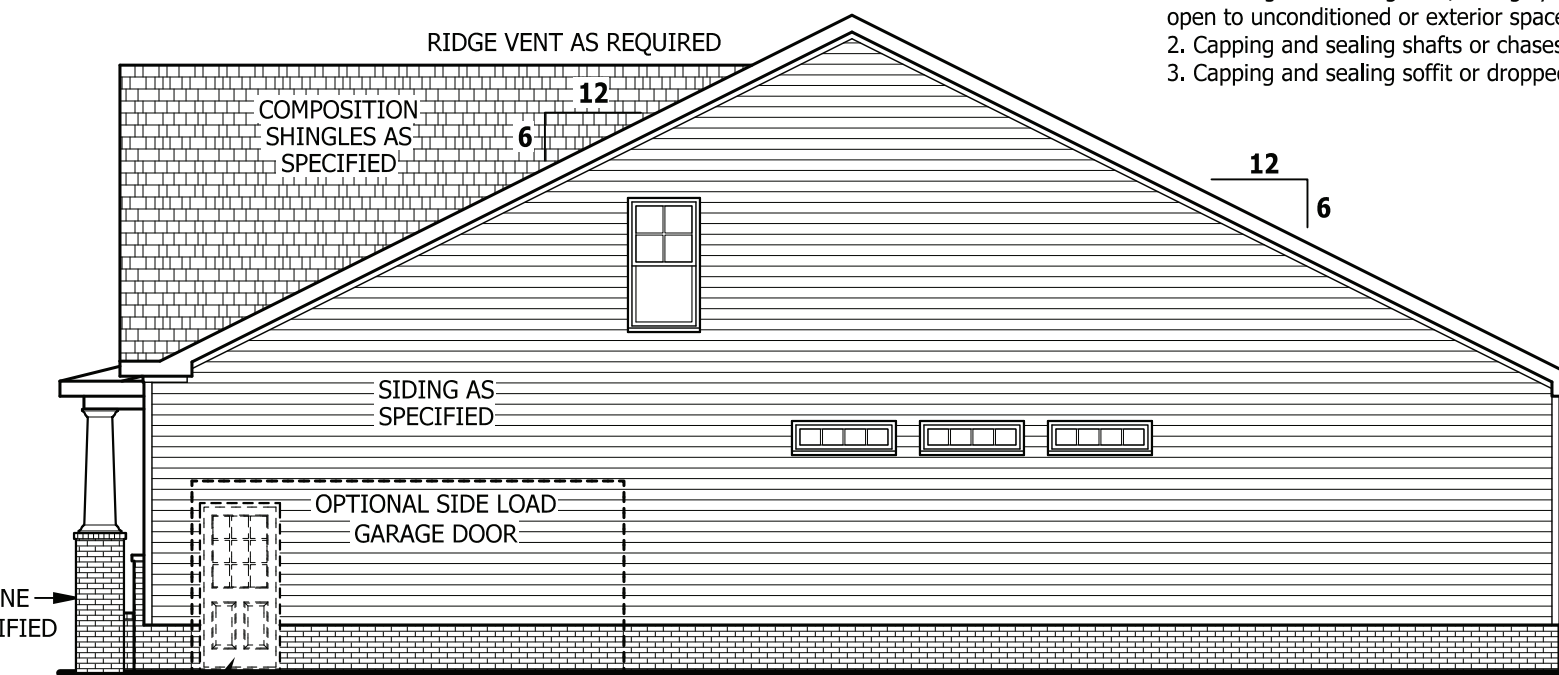 open to unconditioned or exterior space
2. Capping and sealing shafts or chases
3. Capping and sealing soffit or dropped
RIDGE VENT AS REQUIRED
12
6
COMPOSITION
SHINGLES AS
SPECIFIED
12
6
SIDING AS
SPECIFIED
OPTIONAL SIDE LOAD
GARAGE DOOR
NE
IFIED